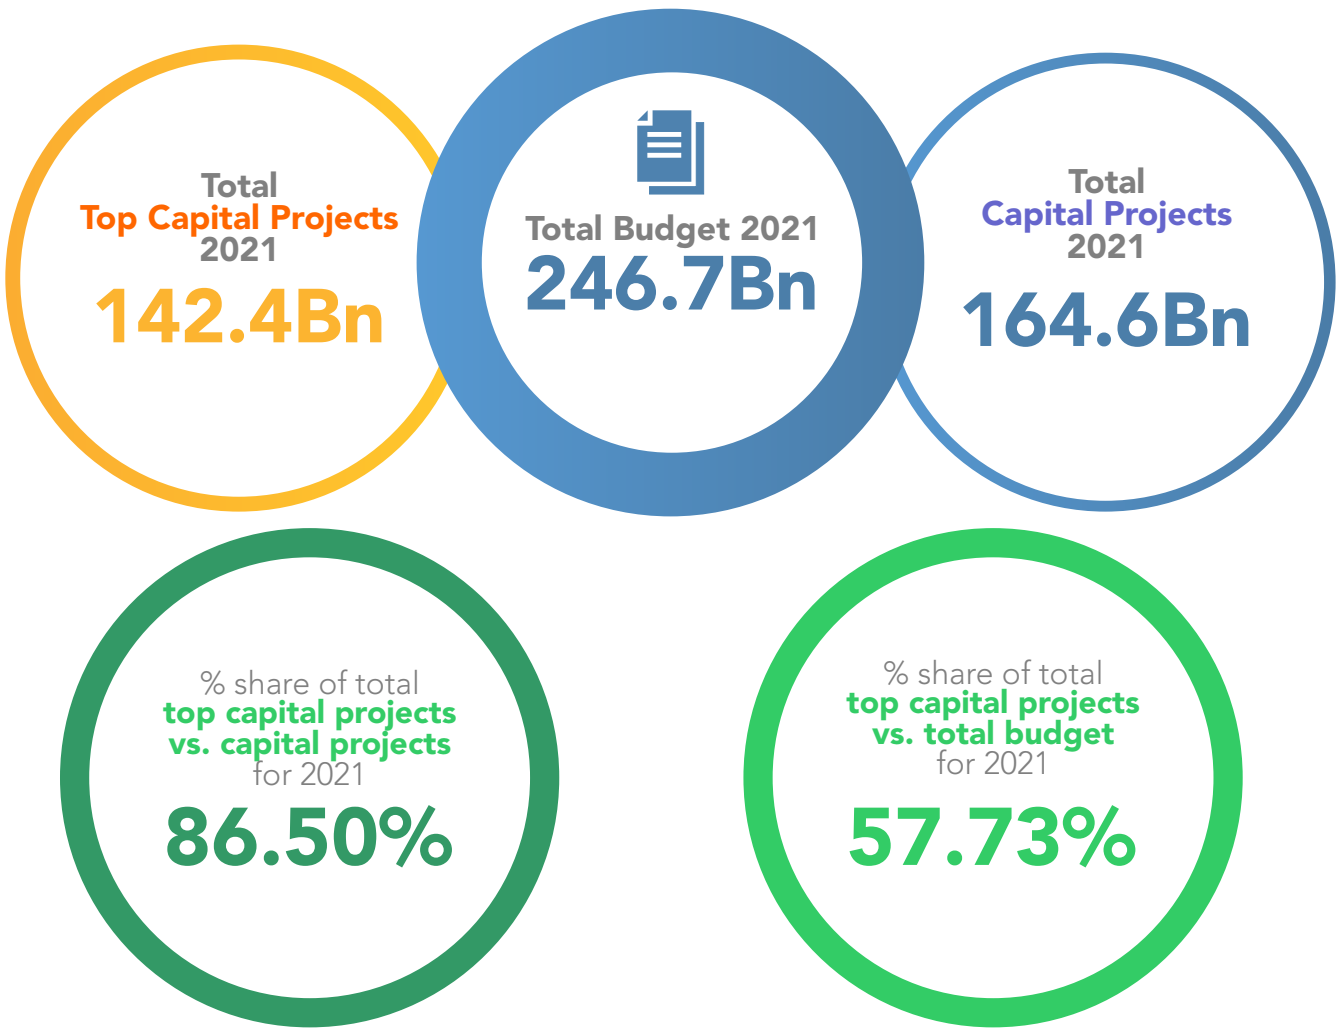 Total
Top Capital Projects
2021
142.4Bn
Total Budget 2021
246.7Bn
Total
Capital Projects
2021
164.6Bn
% share of total
top capital projects
vs. capital projects
for 2021
86.50%
% share of total
top capital projects
vs. total budget
for 2021
57.73%